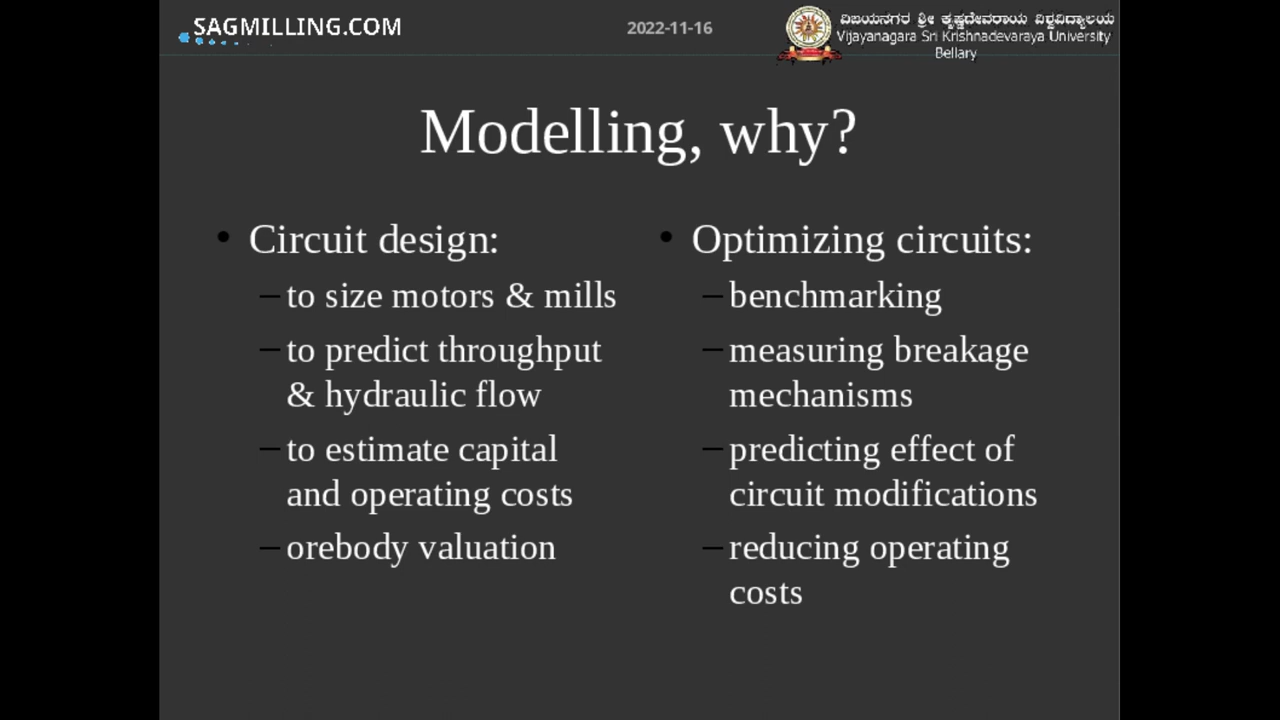 SAGMILLING.COM
2022-11-16
ವಿಜಯನಗರ ಶ್ರೀ ಕೃಷ್ಣದೇವರಾಯ ವಿಶ್ವವಿದ್ಯಾಲಯ
Vijayanagara Sri Krishnadevaraya University
Bellary
Modelling, why?
• Circuit design:
– to size motors & mills
– to predict throughput
& hydraulic flow
– to estimate capital
and operating costs
– orebody valuation
• Optimizing circuits:
– benchmarking
– measuring breakage
mechanisms
– predicting effect of
circuit modifications
– reducing operating
costs